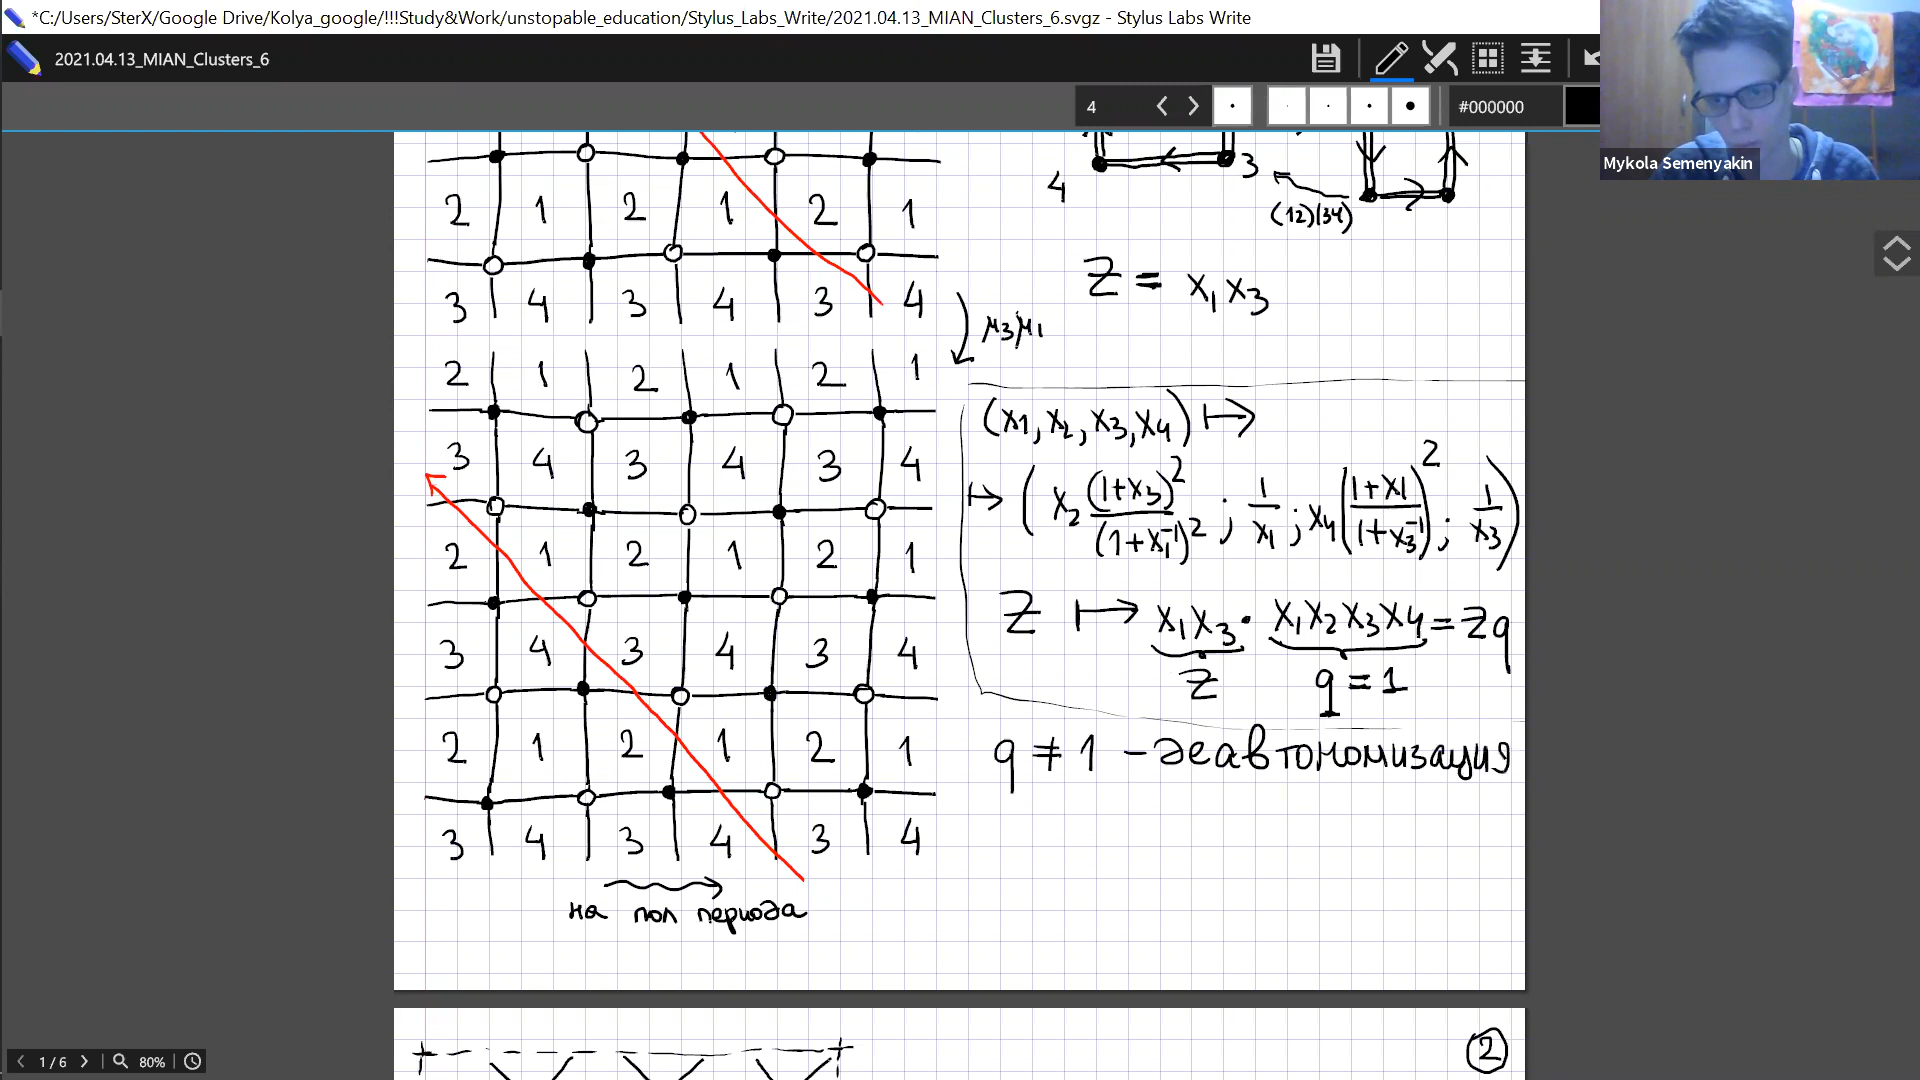 *C:/Users/SterX/Google Drive/Kolya_google/!!!Study&Work/unstopable_education/Stylus_Labs_Write/2021.04.13_MIAN_Clusters_6.svgz - Stylus Labs Write
2021.04.13_MIAN_Clusters_6
4
#000000
Mykola Semenyakin
2 1 2 1 2 1
3 4 3 4 3 4
2 1 2 1 2 1
3 4 3 4 3 4
2 1 2 1 2 1
3 4 3 4 3 4
2 1 2 1 2 1
3 4 3 4 3 4
на пол периода
4 3
(12)(34)
Z = x₁x₃
μ₃μ₁
(x₁, x₂, x₃, x₄) ↦
↦ (x₂ (1+x₃)²/(1+x₁⁻¹)²; 1/x₁; x₄ ((1+x₁)/(1+x₃⁻¹))²; 1/x₃)
Z ↦ x₁x₃ · x₁x₂x₃x₄ = Zq
Z q = 1
q ≠ 1 – деавтономизация
2
1 / 6
80%